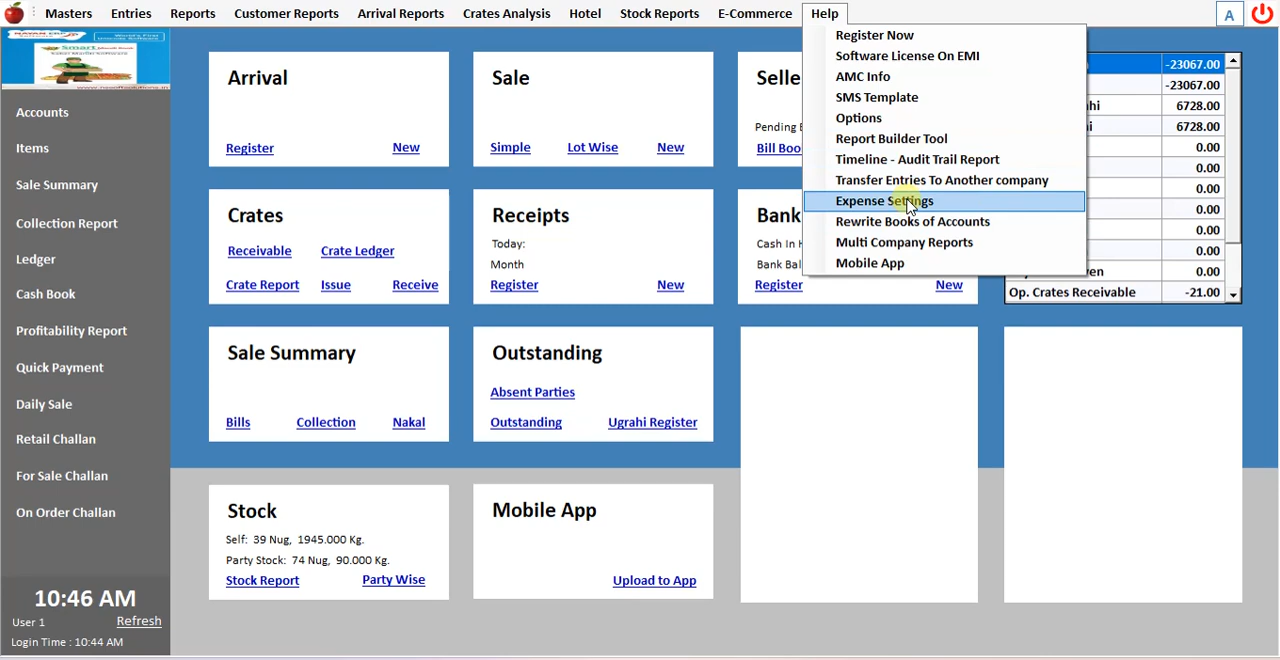 Masters Entries Reports Customer Reports Arrival Reports Crates Analysis Hotel Stock Reports E-Commerce Help A
Register Now
Software License On EMI
AMC Info
SMS Template
Options
Report Builder Tool
Timeline - Audit Trail Report
Transfer Entries To Another company
Expense Settings
Rewrite Books of Accounts
Multi Company Reports
Mobile App
Smart
Accounts
Items
Sale Summary
Collection Report
Ledger
Cash Book
Profitability Report
Quick Payment
Daily Sale
Retail Challan
For Sale Challan
On Order Challan
10:46 AM
User 1 Refresh
Login Time : 10:44 AM
Arrival
Register New
Sale
Simple Lot Wise New
Selle
Pending B
Bill Boo
-23067.00
-23067.00
hi 6728.00
i 6728.00
0.00
0.00
0.00
0.00
0.00
0.00
ven 0.00
Op. Crates Receivable -21.00
Crates
Receivable Crate Ledger
Crate Report Issue Receive
Receipts
Today:
Month
Register New
Bank
Cash In H
Bank Bal
Register New
Sale Summary
Bills Collection Nakal
Outstanding
Absent Parties
Outstanding Ugrahi Register
Stock
Self: 39 Nug, 1945.000 Kg.
Party Stock: 74 Nug, 90.000 Kg.
Stock Report Party Wise
Mobile App
Upload to App